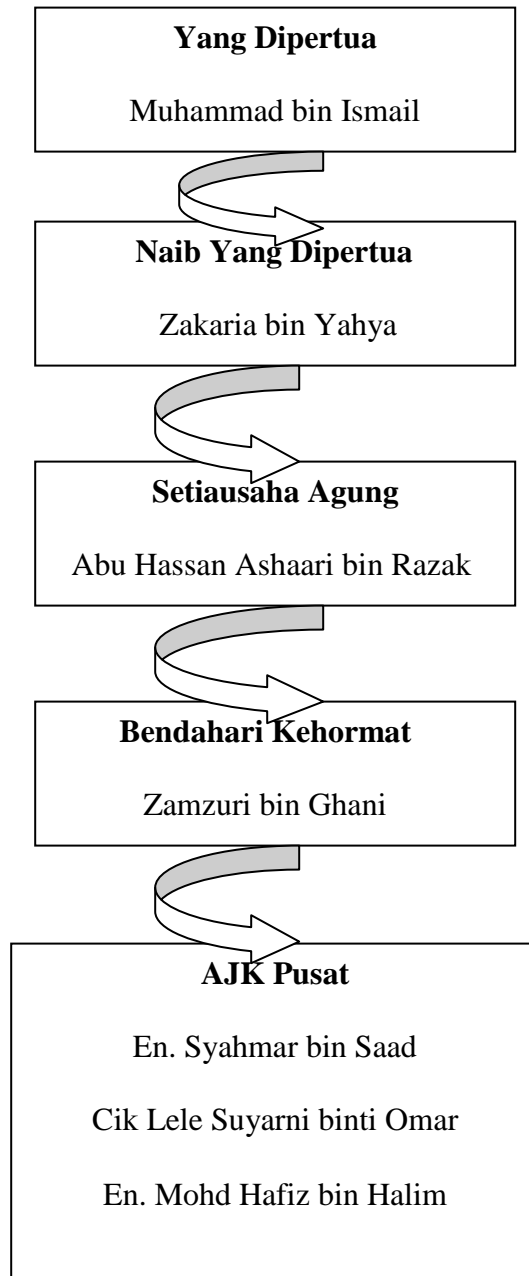 Yang Dipertua
Muhammad bin Ismail
Naib Yang Dipertua
Zakaria bin Yahya
Setiausaha Agung
Abu Hassan Ashaari bin Razak
Bendahari Kehormat
Zamzuri bin Ghani
AJK Pusat
En. Syahmar bin Saad
Cik Lele Suyarni binti Omar
En. Mohd Hafiz bin Halim